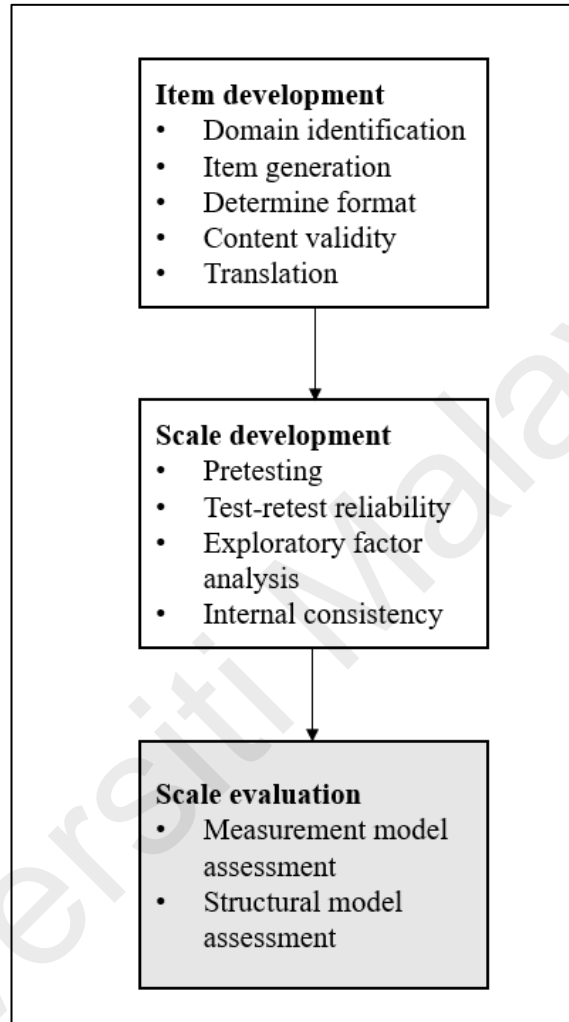 Item development
• Domain identification
• Item generation
• Determine format
• Content validity
• Translation
Scale development
• Pretesting
• Test-retest reliability
• Exploratory factor
analysis
• Internal consistency
Scale evaluation
• Measurement model
assessment
• Structural model
assessment